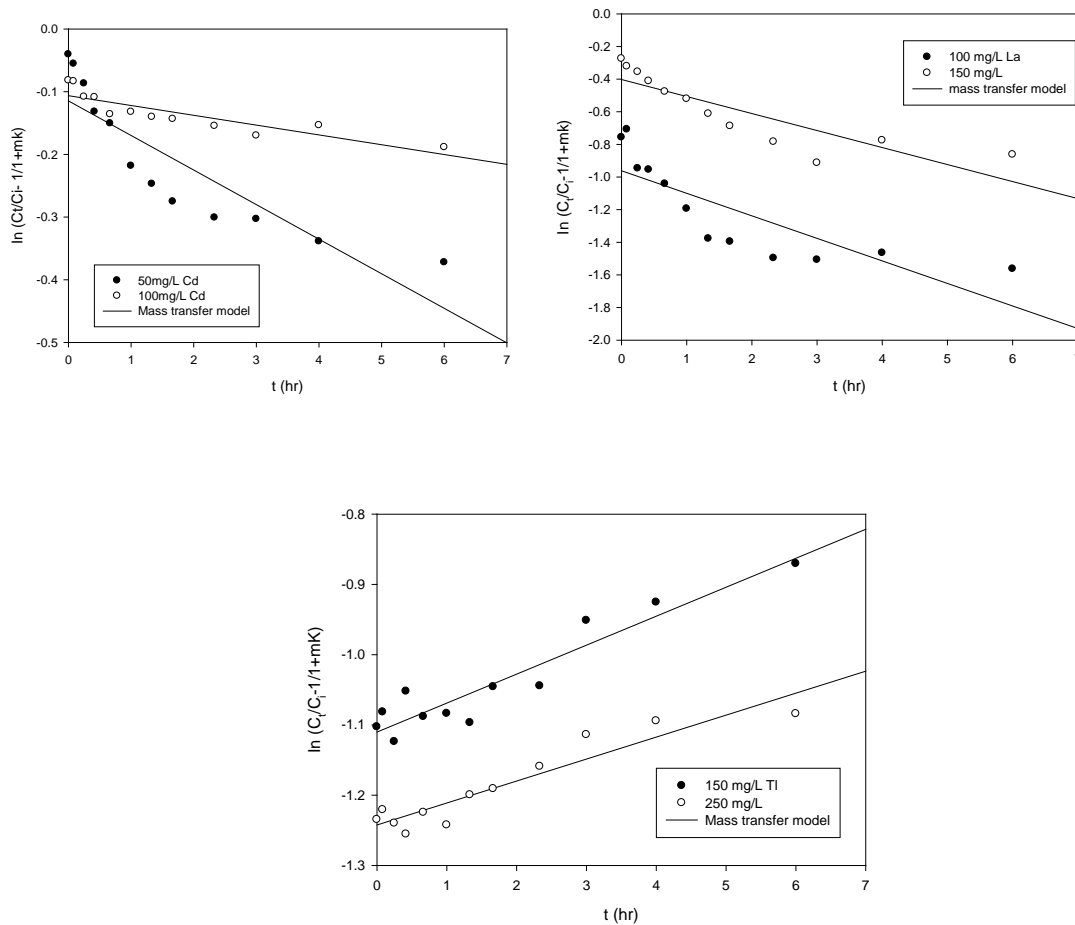 0.0
-0.1
-0.2
-0.3
-0.4
-0.5
ln (Ct/Ci- 1/1+mk)
50mg/L Cd
100mg/L Cd
Mass transfer model
0 1 2 3 4 5 6 7
t (hr)
0.0
-0.2
-0.4
-0.6
-0.8
-1.0
-1.2
-1.4
-1.6
-1.8
-2.0
ln (Ct/Ci-1/1+mk)
100 mg/L La
150 mg/L
mass transfer model
0 1 2 3 4 5 6 7
t (hr)
-0.8
-0.9
-1.0
-1.1
-1.2
-1.3
ln (Ct/Ci-1/1+mK)
150 mg/L Tl
250 mg/L
Mass transfer model
0 1 2 3 4 5 6 7
t (hr)